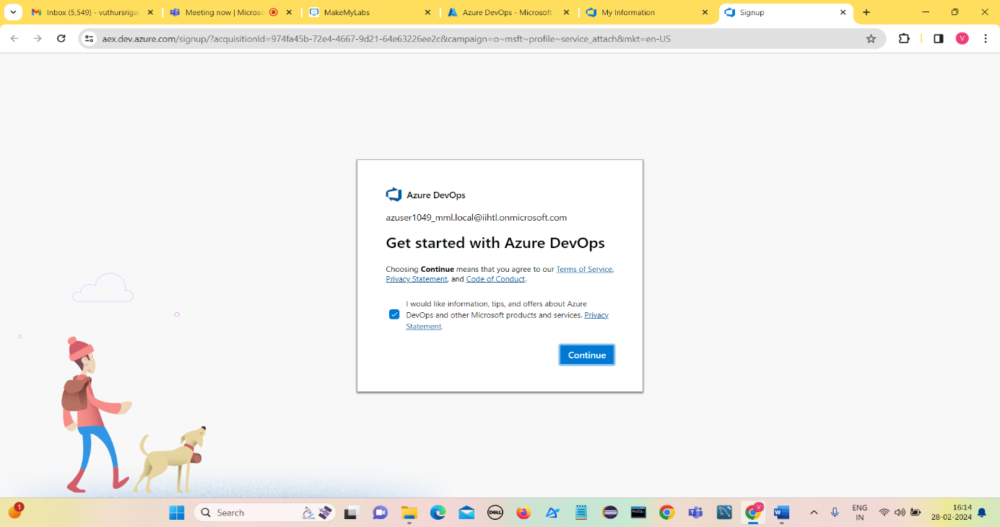 Inbox (5,549) - vuthursriga
Meeting now | Microso
MakeMyLabs
Azure DevOps - Microsoft
My Information
Signup
aex.dev.azure.com/signup/?acquisitionId=974fa45b-72e4-4667-9d21-64e63226ee2c&campaign=o~msft~profile~service_attach&mkt=en-US
V
Azure DevOps
azuser1049_mml.local@iihtl.onmicrosoft.com
Get started with Azure DevOps
Choosing Continue means that you agree to our Terms of Service,
Privacy Statement, and Code of Conduct.
I would like information, tips, and offers about Azure
DevOps and other Microsoft products and services. Privacy
Statement.
Continue
1
Search
DELL
MySQL
V
W
ENG
IN
16:14
28-02-2024